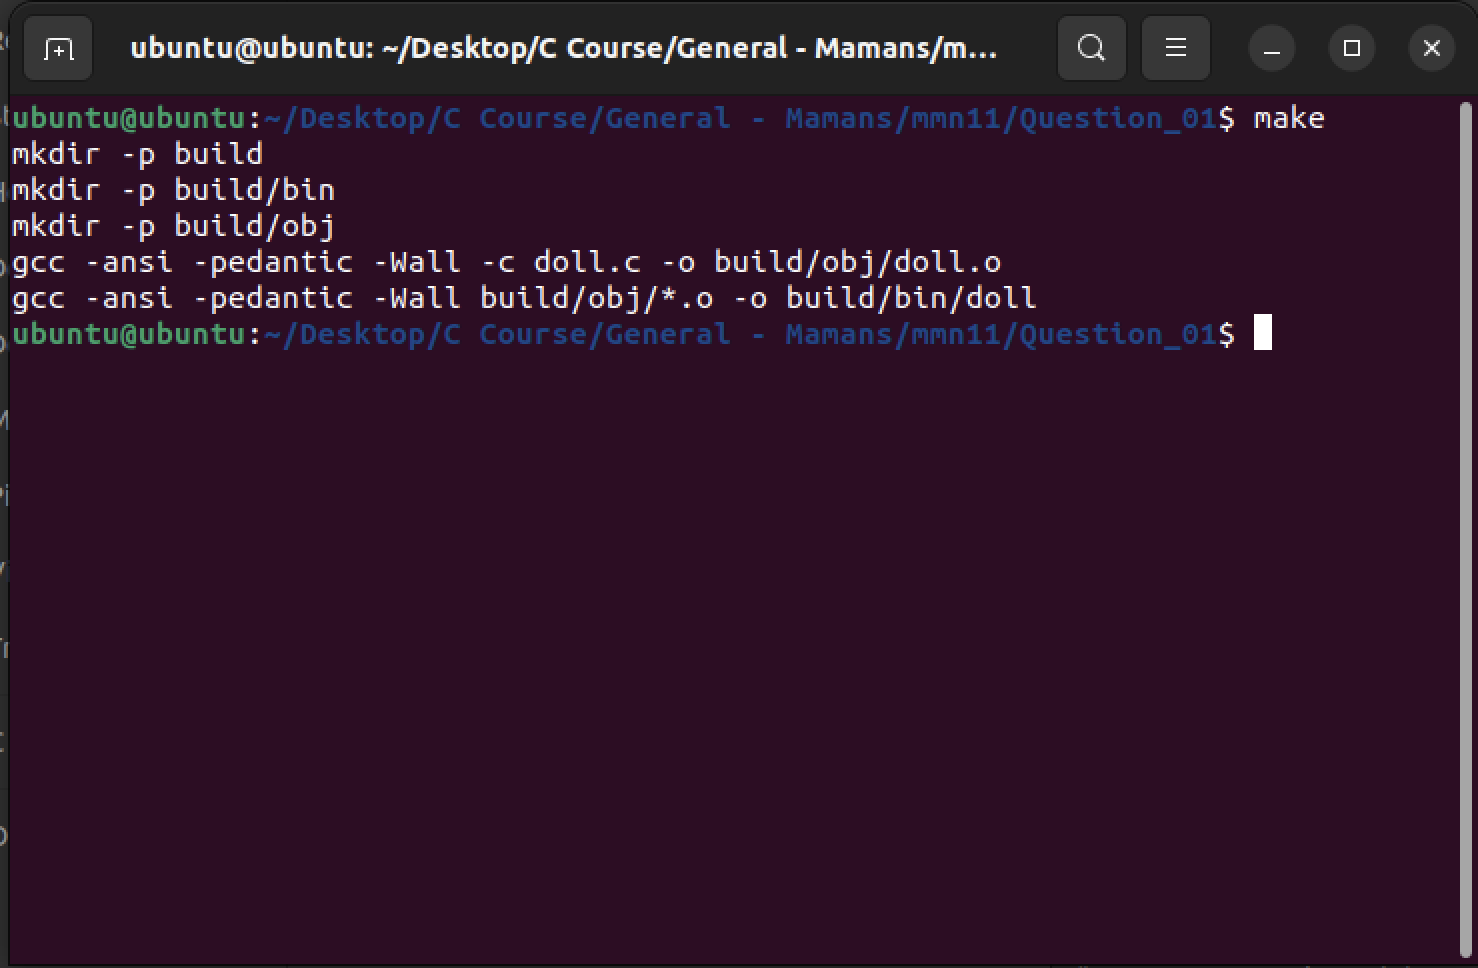 ubuntu@ubuntu: ~/Desktop/C Course/General - Mamans/m...
ubuntu@ubuntu:~/Desktop/C Course/General - Mamans/mmn11/Question_01$ make
mkdir -p build
mkdir -p build/bin
mkdir -p build/obj
gcc -ansi -pedantic -Wall -c doll.c -o build/obj/doll.o
gcc -ansi -pedantic -Wall build/obj/*.o -o build/bin/doll
ubuntu@ubuntu:~/Desktop/C Course/General - Mamans/mmn11/Question_01$